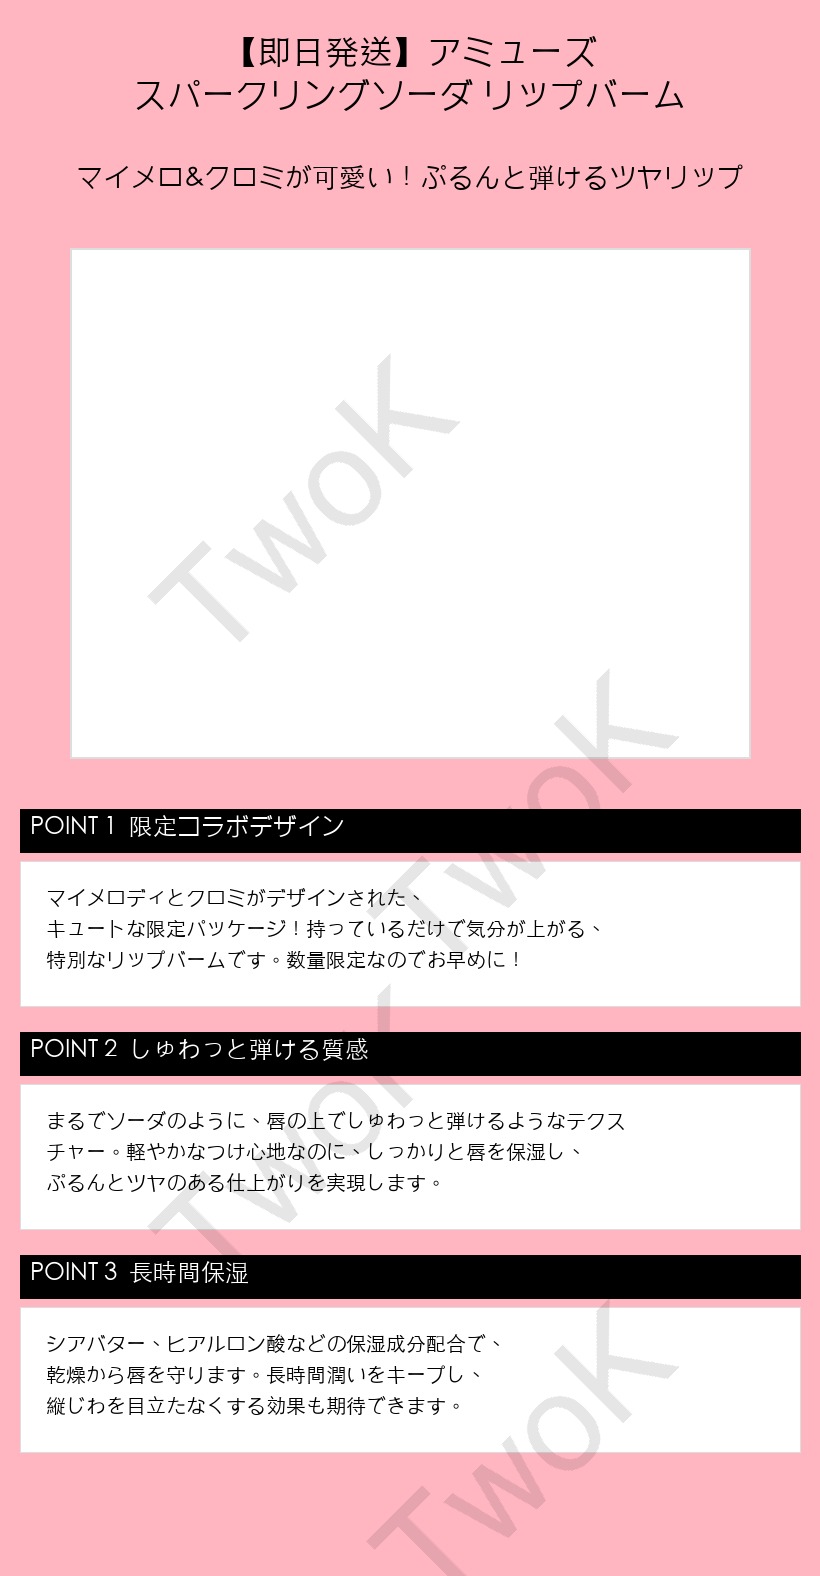 【即日発送】アミューズ
スパークリングソーダ リップバーム
マイメロ&クロミが可愛い！ぷるんと弾けるツヤリップ
TwoK
TwoK
POINT 1 限定コラボデザイン
マイメロディとクロミがデザインされた、
キュートな限定パッケージ！持っているだけで気分が上がる、
特別なリップバームです。数量限定なのでお早めに！
TwoK
POINT 2 しゅわっと弾ける質感
まるでソーダのように、唇の上でしゅわっと弾けるようなテクス
チャー。軽やかなつけ心地なのに、しっかりと唇を保湿し、
ぷるんとツヤのある仕上がりを実現します。
POINT 3 長時間保湿
シアバター、ヒアルロン酸などの保湿成分配合で、
乾燥から唇を守ります。長時間潤いをキープし、
縦じわを目立たなくする効果も期待できます。
TwoK